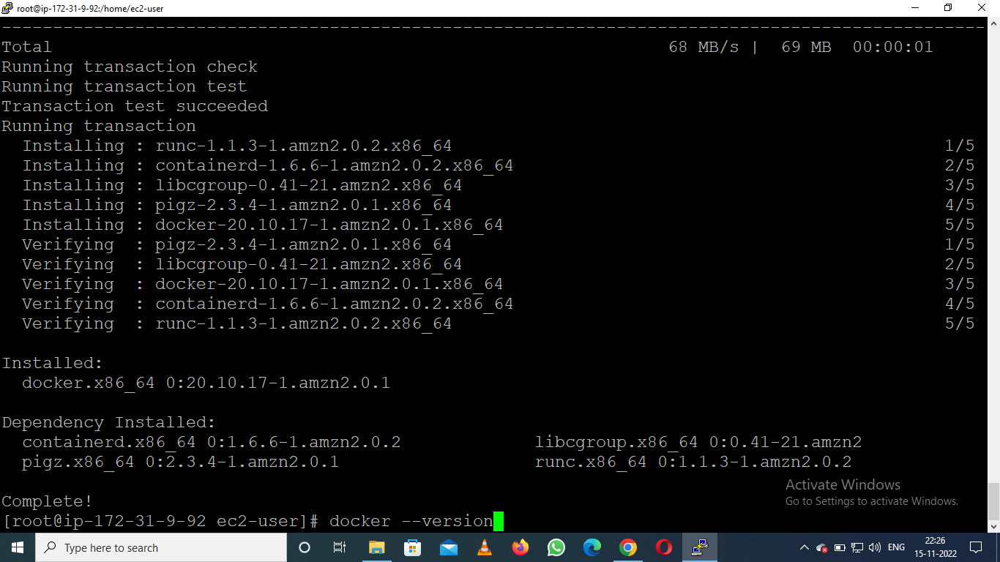 root@ip-172-31-9-92:/home/ec2-user
--------------------------------------------------------------------------------
Total 68 MB/s | 69 MB 00:00:01
Running transaction check
Running transaction test
Transaction test succeeded
Running transaction
Installing : runc-1.1.3-1.amzn2.0.2.x86_64 1/5
Installing : containerd-1.6.6-1.amzn2.0.2.x86_64 2/5
Installing : libcgroup-0.41-21.amzn2.x86_64 3/5
Installing : pigz-2.3.4-1.amzn2.0.1.x86_64 4/5
Installing : docker-20.10.17-1.amzn2.0.1.x86_64 5/5
Verifying : pigz-2.3.4-1.amzn2.0.1.x86_64 1/5
Verifying : libcgroup-0.41-21.amzn2.x86_64 2/5
Verifying : docker-20.10.17-1.amzn2.0.1.x86_64 3/5
Verifying : containerd-1.6.6-1.amzn2.0.2.x86_64 4/5
Verifying : runc-1.1.3-1.amzn2.0.2.x86_64 5/5
Installed:
docker.x86_64 0:20.10.17-1.amzn2.0.1
Dependency Installed:
containerd.x86_64 0:1.6.6-1.amzn2.0.2 libcgroup.x86_64 0:0.41-21.amzn2
pigz.x86_64 0:2.3.4-1.amzn2.0.1 runc.x86_64 0:1.1.3-1.amzn2.0.2
Complete!
[root@ip-172-31-9-92 ec2-user]# docker --version
Activate Windows
Go to Settings to activate Windows.
Type here to search
ENG
22:26
15-11-2022